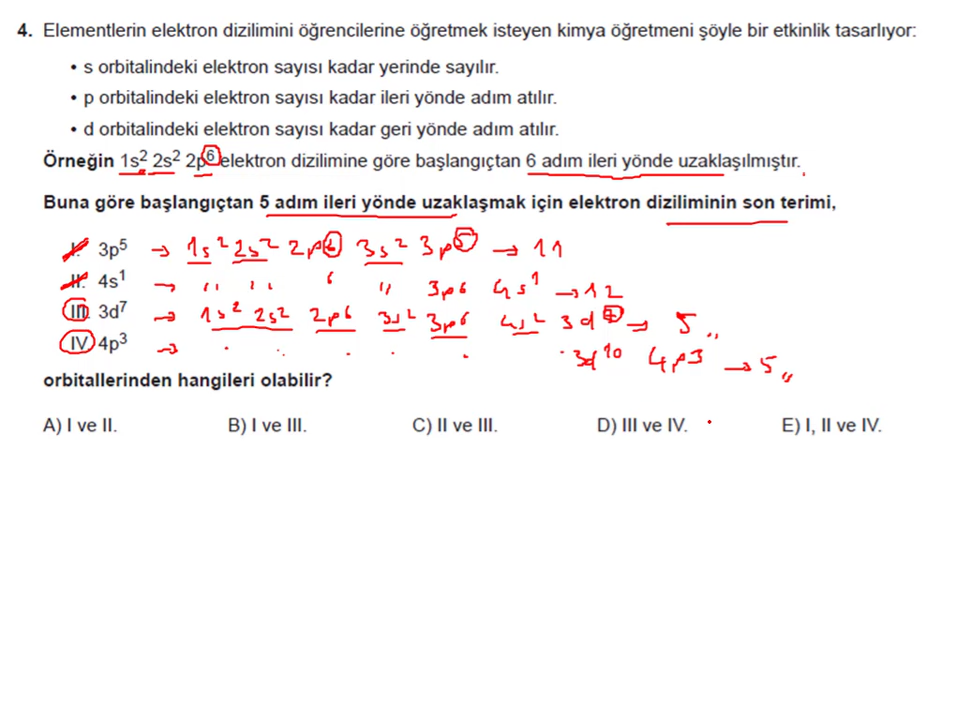 4. Elementlerin elektron dizilimini öğrencilerine öğretmek isteyen kimya öğretmeni şöyle bir etkinlik tasarlıyor:
• s orbitalindeki elektron sayısı kadar yerinde sayılır.
• p orbitalindeki elektron sayısı kadar ileri yönde adım atılır.
• d orbitalindeki elektron sayısı kadar geri yönde adım atılır.
Örneğin 1s² 2s² 2p⁶ elektron dizilimine göre başlangıçtan 6 adım ileri yönde uzaklaşılmıştır.
Buna göre başlangıçtan 5 adım ileri yönde uzaklaşmak için elektron diziliminin son terimi,
I. 3p⁵ → 1s² 2s² 2p⁶ 3s² 3p⁵ → 11
II. 4s¹ → '' '' 6 '' 3p6 4s¹ → 12
III. 3d⁷ → 1s² 2s² 2p6 3s² 3p6 4s² 3d⁷ → 5 ,,
IV. 4p³ → . . . . . . 3d¹⁰ 4p3 → 5 ,,
orbitallerinden hangileri olabilir?
A) I ve II. B) I ve III. C) II ve III. D) III ve IV. E) I, II ve IV.